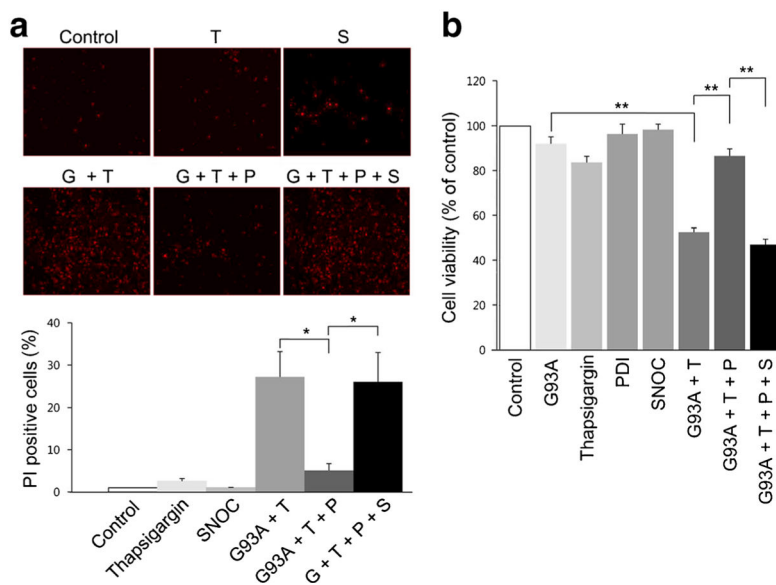 a
Control T S
G + T G + T + P G + T + P + S
PI positive cells (%)
40
30
20
10
0
* *
Control
Thapsigargin
SNOC
G93A + T
G93A + T + P
G + T + P + S
b
Cell viability (% of control)
120
100
80
60
40
20
0
**
** **
Control
G93A
Thapsigargin
PDI
SNOC
G93A + T
G93A + T + P
G93A + T + P + S